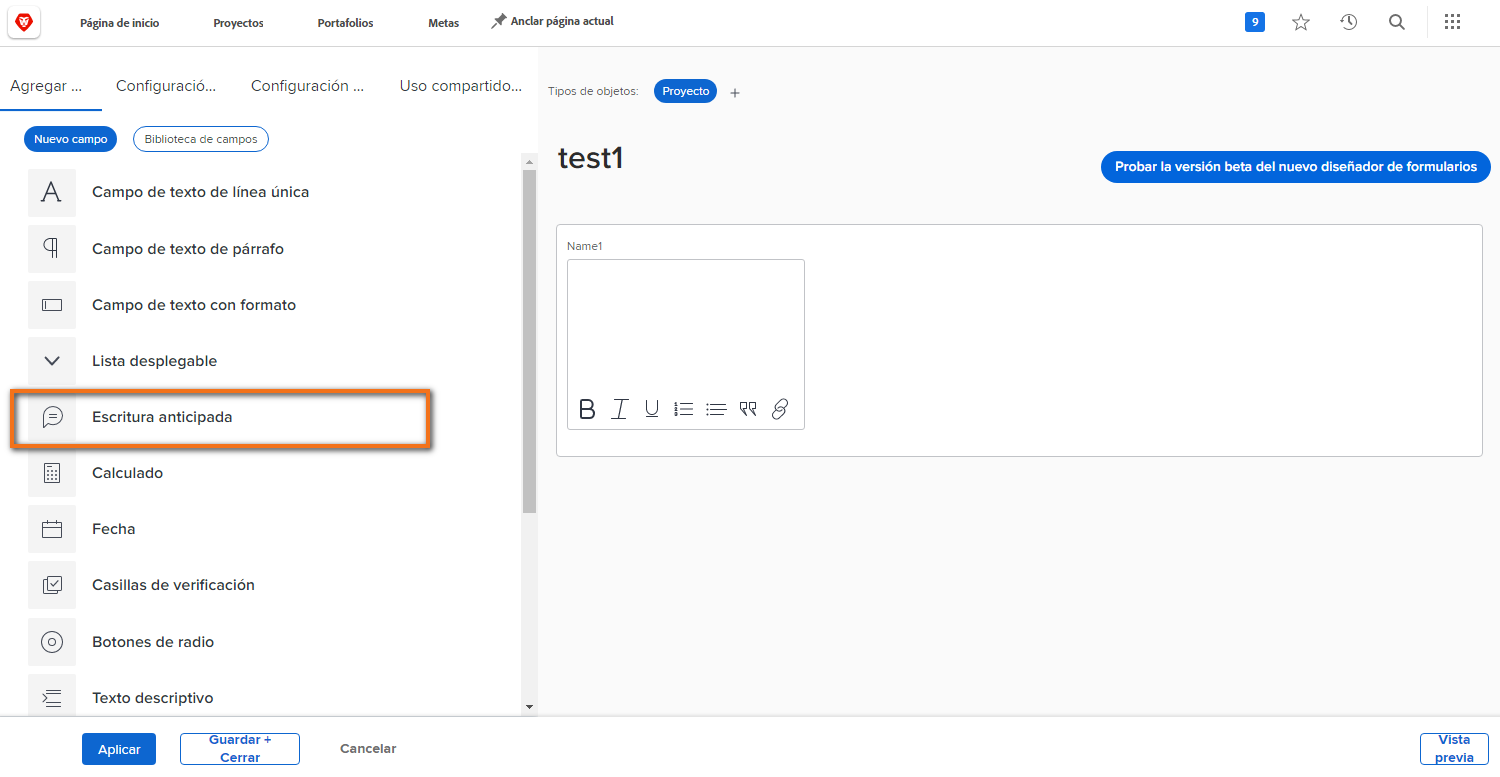 Página de inicio
Proyectos
Portafolios
Metas
Anclar página actual
9
Agregar ...
Configuració...
Configuración ...
Uso compartido...
Tipos de objetos:
Proyecto
+
Nuevo campo
Biblioteca de campos
test1
Probar la versión beta del nuevo diseñador de formularios
Campo de texto de línea única
Campo de texto de párrafo
Campo de texto con formato
Lista desplegable
Escritura anticipada
Calculado
Fecha
Casillas de verificación
Botones de radio
Texto descriptivo
Name1
B I U
Aplicar
Guardar +
Cerrar
Cancelar
Vista
previa